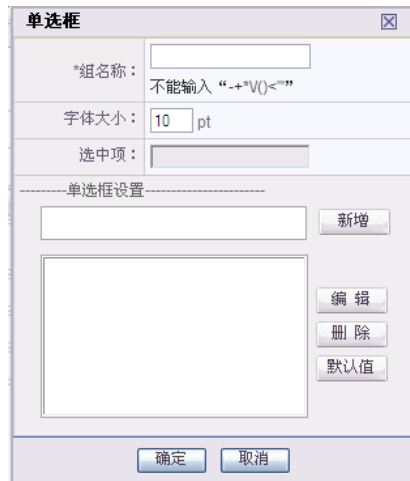 单选框
*组名称：
不能输入“-+*\/()<"”
字体大小：
10 pt
选中项：
---------单选框设置-----------------------
新增
编 辑
删 除
默认值
确定
取消